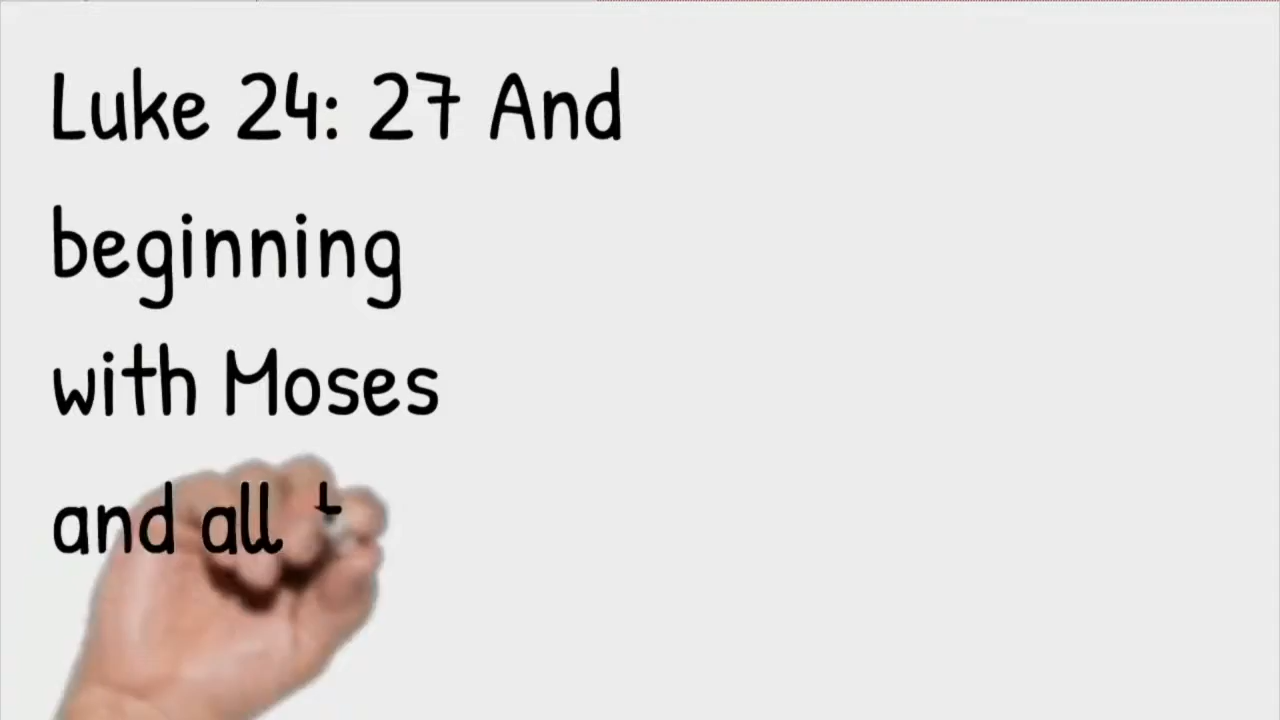 Luke 24: 27 And
beginning
with Moses
and all t